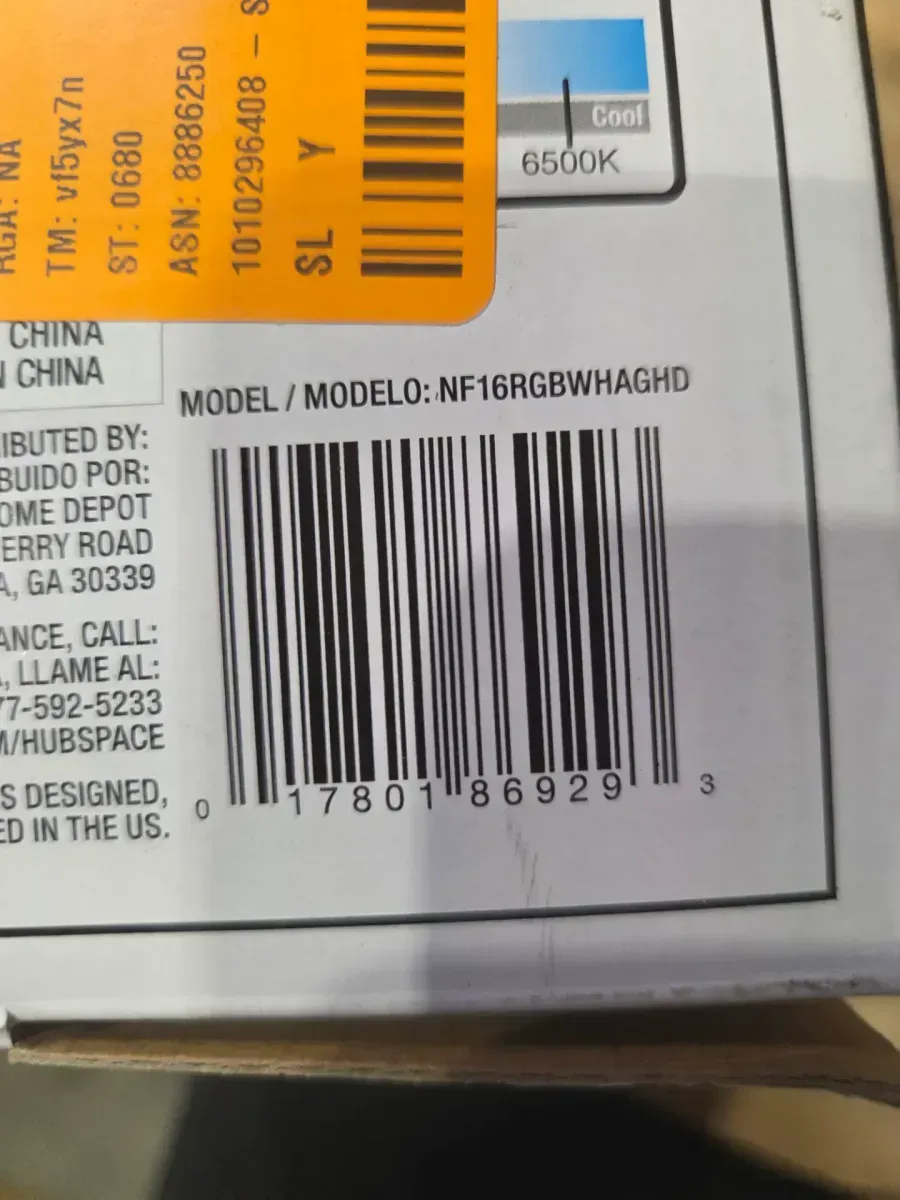 RGA: NA
TM: vf5yx7n
ST: 0680
ASN: 8886250
1010296408 - S
SL Y
Cool
6500K
CHINA
CHINA
MODEL / MODELO: NF16RGBWHAGHD
IBUTED BY:
BUIDO POR:
OME DEPOT
ERRY ROAD
A, GA 30339
ANCE, CALL:
, LLAME AL:
77-592-5233
M/HUBSPACE
S DESIGNED,
ED IN THE US.
0 17801 86929 3